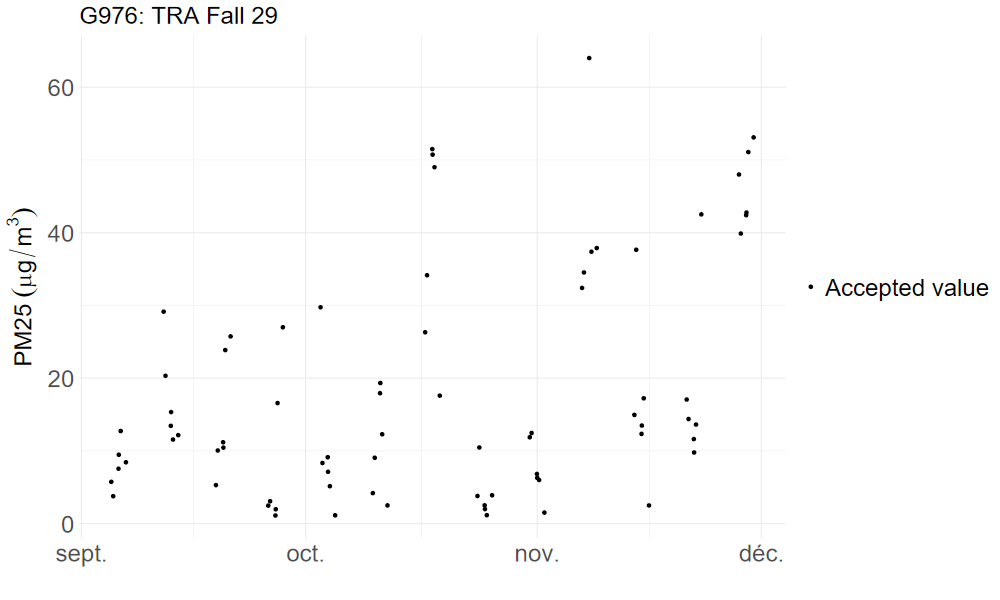 G976: TRA Fall 29
60
40
20
0
PM25 (μg/m³)
sept.
oct.
nov.
déc.
Accepted value